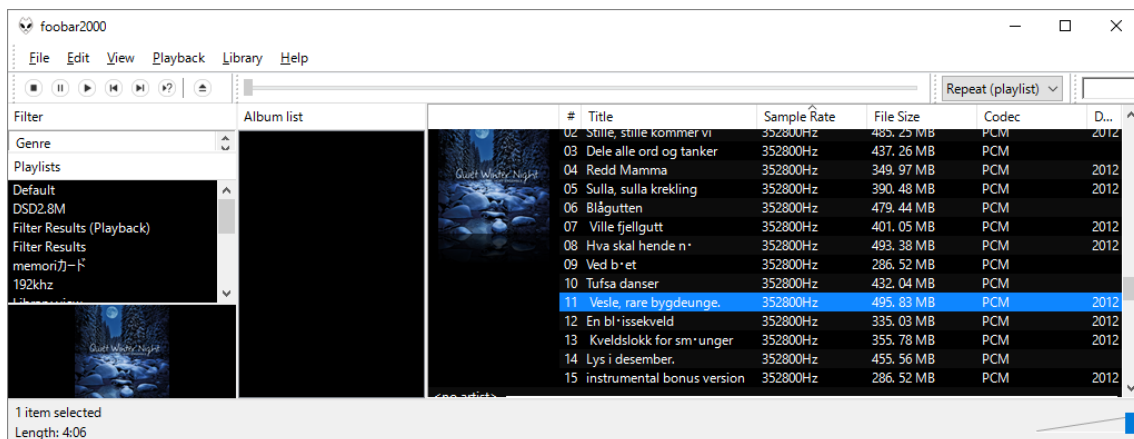 foobar2000
File Edit View Playback Library Help
Repeat (playlist)
Filter
Genre
Playlists
Default
DSD2.8M
Filter Results (Playback)
Filter Results
memoriカード
192khz
Library view
Quiet Winter Night
Album list
Quiet Winter Night
# Title Sample Rate File Size Codec D...
02 Stille, stille kommer vi 352800Hz 485. 25 MB PCM 2012
03 Dele alle ord og tanker 352800Hz 437. 26 MB PCM
04 Redd Mamma 352800Hz 349. 97 MB PCM 2012
05 Sulla, sulla krekling 352800Hz 390. 48 MB PCM 2012
06 Blågutten 352800Hz 479. 44 MB PCM
07 Ville fjellgutt 352800Hz 401. 05 MB PCM 2012
08 Hva skal hende n・ 352800Hz 493. 38 MB PCM 2012
09 Ved b・et 352800Hz 286. 52 MB PCM
10 Tufsa danser 352800Hz 432. 04 MB PCM
11 Vesle, rare bygdeunge. 352800Hz 495. 83 MB PCM 2012
12 En bl・issekveld 352800Hz 335. 03 MB PCM 2012
13 Kveldslokk for sm・unger 352800Hz 355. 78 MB PCM 2012
14 Lys i desember. 352800Hz 455. 56 MB PCM
15 instrumental bonus version 352800Hz 286. 52 MB PCM 2012
<no artist>
1 item selected
Length: 4:06